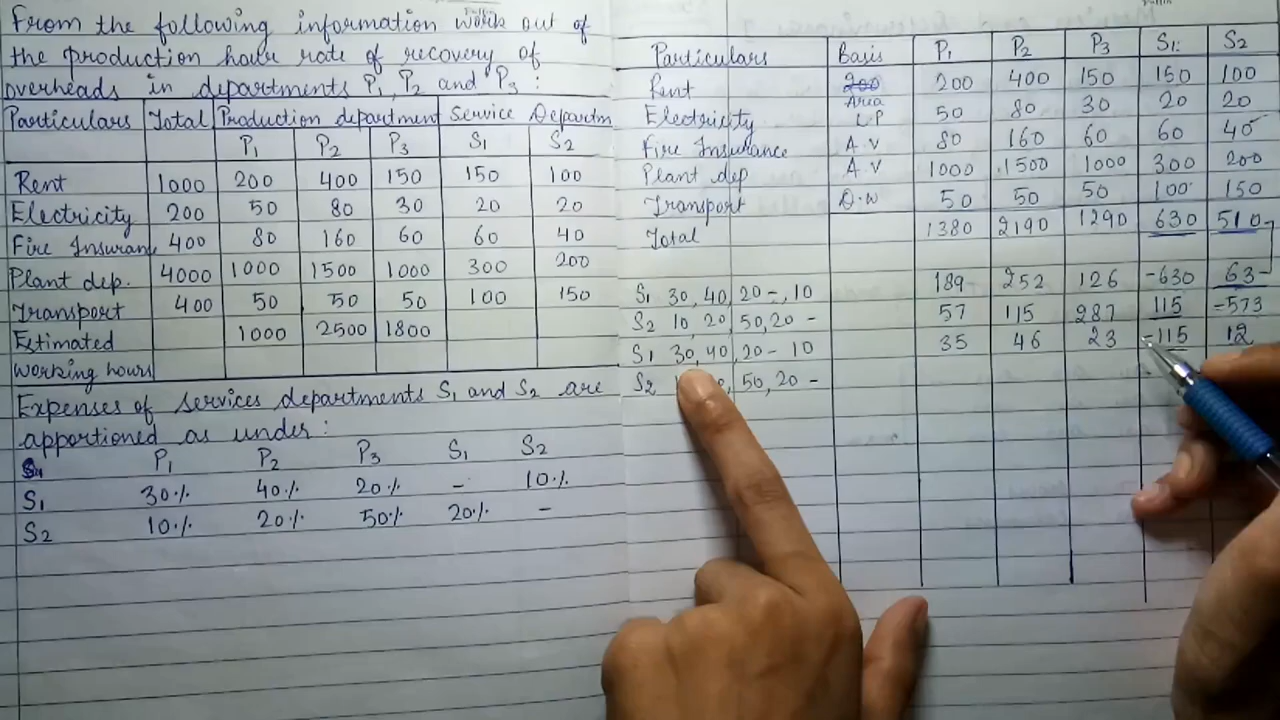 From the following information work out of
the production hour rate of recovery of
overheads in departments P1, P2 and P3 :
Particulars Total Production department Service Departm
P1 P2 P3 S1 S2
Rent 1000 200 400 150 150 100
Electricity 200 50 80 30 20 20
Fire Insuran 400 80 160 60 60 40
Plant dep. 4000 1000 1500 1000 300 200
Transport 400 50 50 50 100 150
Estimated 1000 2500 1800
working hours
Expenses of services departments S1 and S2 are
apportioned as under :
P1 P2 P3 S1 S2
S1 30% 40% 20% - 10%
S2 10% 20% 50% 20% -
Particulars Basis P1 P2 P3 S1 S2
Rent Area 200 400 150 150 100
Electricity L.P 50 80 30 20 20
Fire Insurance A.V 80 160 60 60 40
Plant dep A.V 1000 1500 1000 300 200
Transport D.W 50 50 50 100 150
Total 1380 2190 1290 630 510
S1 30, 40, 20 -, 10 189 252 126 -630 63
S2 10, 20, 50, 20 - 57 115 287 115 -573
S1 30, 40, 20 - 10 35 46 23 -115 12
S2 50, 20 -